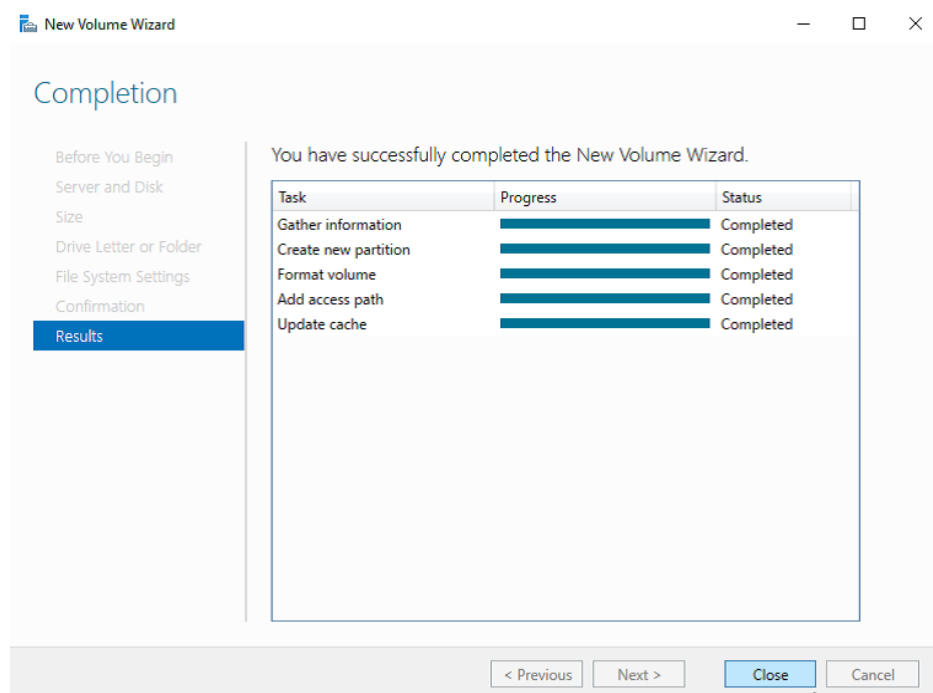 New Volume Wizard
Completion
Before You Begin
Server and Disk
Size
Drive Letter or Folder
File System Settings
Confirmation
Results
You have successfully completed the New Volume Wizard.
Task Progress Status
Gather information Completed
Create new partition Completed
Format volume Completed
Add access path Completed
Update cache Completed
< Previous Next > Close Cancel